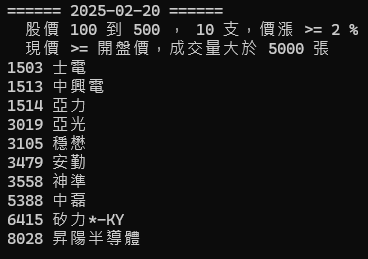 ====== 2025-02-20 ======
股價 100 到 500 , 10 支，價漲 >= 2 %
現價 >= 開盤價，成交量大於 5000 張
1503 士電
1513 中興電
1514 亞力
3019 亞光
3105 穩懋
3479 安勤
3558 神準
5388 中磊
6415 矽力*-KY
8028 昇陽半導體